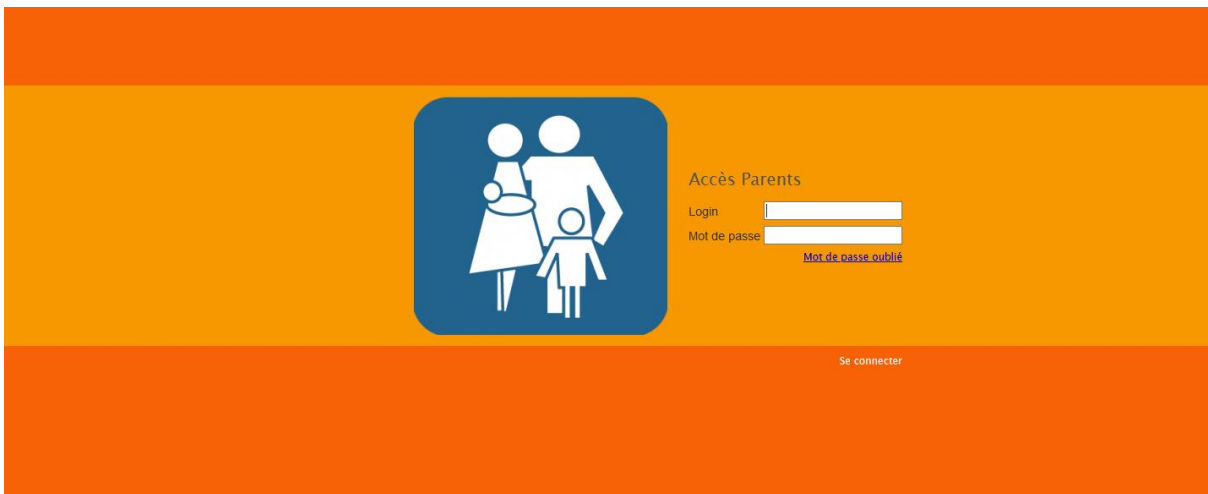 Accès Parents
Login
Mot de passe
Mot de passe oublié
Se connecter